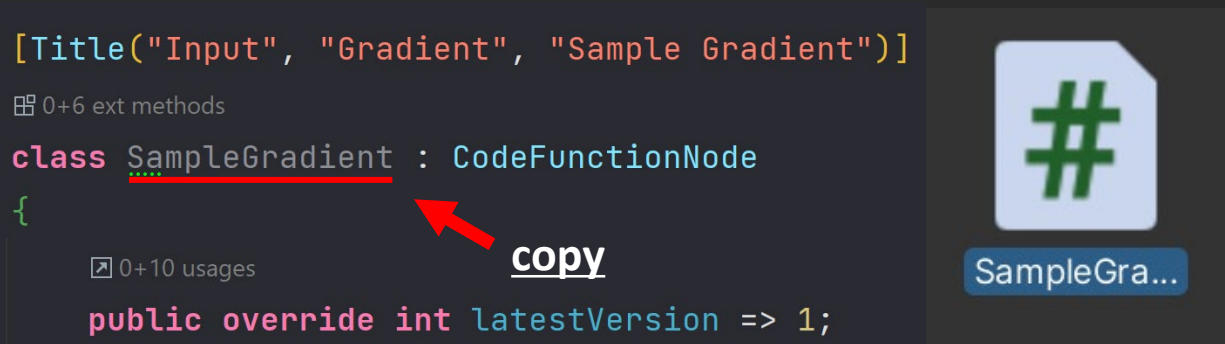 [Title("Input", "Gradient", "Sample Gradient")]
0+6 ext methods
class SampleGradient : CodeFunctionNode
{
0+10 usages
copy
public override int latestVersion => 1;
#
SampleGra...